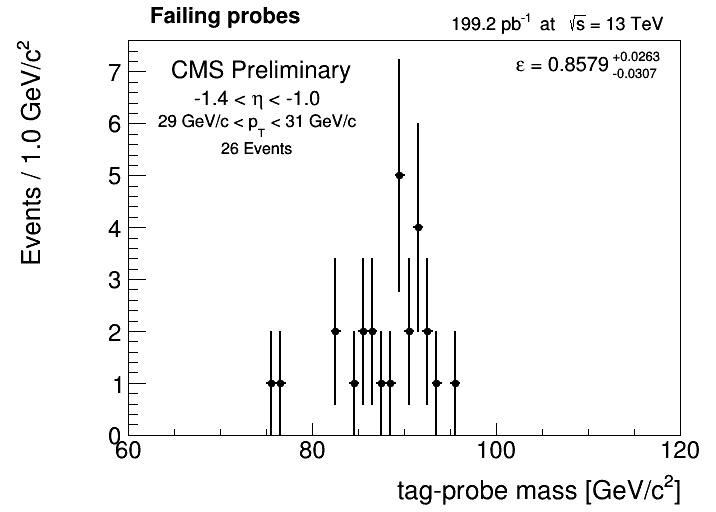 Failing probes
199.2 pb⁻¹ at √s = 13 TeV
CMS Preliminary
-1.4 < η < -1.0
29 GeV/c < p_T < 31 GeV/c
26 Events
ε = 0.8579 +0.0263 -0.0307
Events / 1.0 GeV/c²
7
6
5
4
3
2
1
0
60 80 100 120
tag-probe mass [GeV/c²]